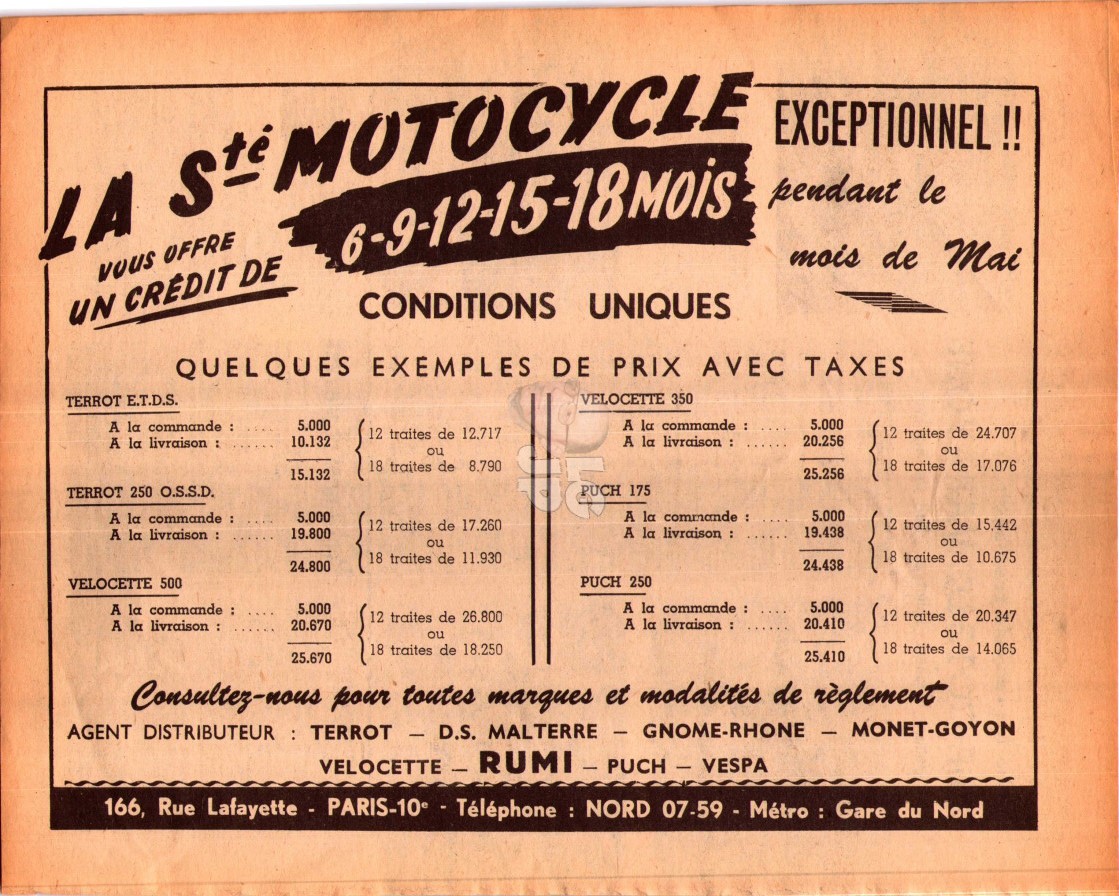 LA Sté MOTOCYCLE
VOUS OFFRE
UN CRÉDIT DE
6-9-12-15-18 MOIS
EXCEPTIONNEL !!
pendant le
mois de Mai
CONDITIONS UNIQUES
QUELQUES EXEMPLES DE PRIX AVEC TAXES
TERROT E.T.D.S.
A la commande : .... 5.000
A la livraison : ...... 10.132
15.132
12 traites de 12.717
ou
18 traites de 8.790
TERROT 250 O.S.S.D.
A la commande : .... 5.000
A la livraison : ...... 19.800
24.800
12 traites de 17.260
ou
18 traites de 11.930
VELOCETTE 500
A la commande : .... 5.000
A la livraison : ...... 20.670
25.670
12 traites de 26.800
ou
18 traites de 18.250
VELOCETTE 350
A la commande : .... 5.000
A la livraison : ...... 20.256
25.256
12 traites de 24.707
ou
18 traites de 17.076
PUCH 175
A la commande : .... 5.000
A la livraison : ...... 19.438
24.438
12 traites de 15.442
ou
18 traites de 10.675
PUCH 250
A la commande : .... 5.000
A la livraison : ...... 20.410
25.410
12 traites de 20.347
ou
18 traites de 14.065
Consultez-nous pour toutes marques et modalités de règlement
AGENT DISTRIBUTEUR : TERROT — D.S. MALTERRE — GNOME-RHONE — MONET-GOYON
VELOCETTE — RUMI — PUCH — VESPA
166, Rue Lafayette - PARIS-10e - Téléphone : NORD 07-59 - Métro : Gare du Nord